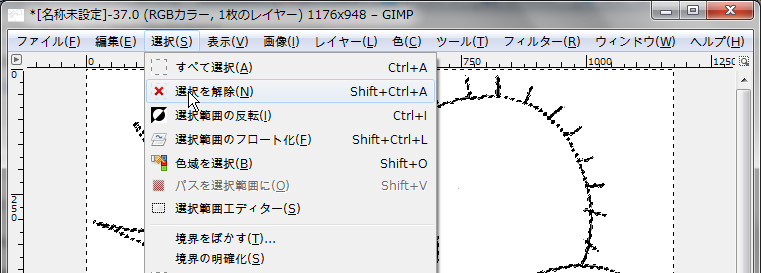 *[名称未設定]-37.0 (RGBカラー, 1枚のレイヤー) 1176x948 – GIMP
ファイル(F) 編集(E) 選択(S) 表示(V) 画像(I) レイヤー(L) 色(C) ツール(T) フィルター(R) ウィンドウ(W) ヘルプ(H)
0 750 1000 1250
すべて選択(A) Ctrl+A
選択を解除(N) Shift+Ctrl+A
選択範囲の反転(I) Ctrl+I
選択範囲のフロート化(F) Shift+Ctrl+L
色域を選択(B) Shift+O
パスを選択範囲に(O) Shift+V
選択範囲エディター(S)
境界をぼかす(T)...
境界の明確化(S)
0
250